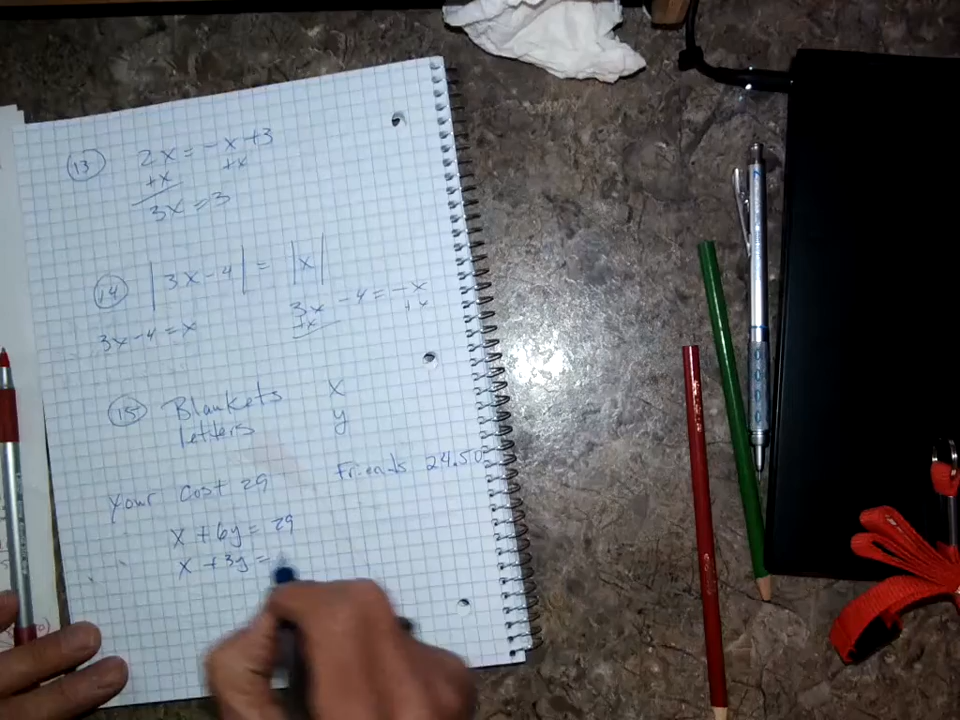 13 2x = -x+3
+x +x
3x = 3
14 |3x-4| = |x|
3x-4 = x 3x -4 = -x
+x +x
15 Blankets x
letters y
Your Cost 29 Friends 24.50
x + 6y = 29
x + 3y =